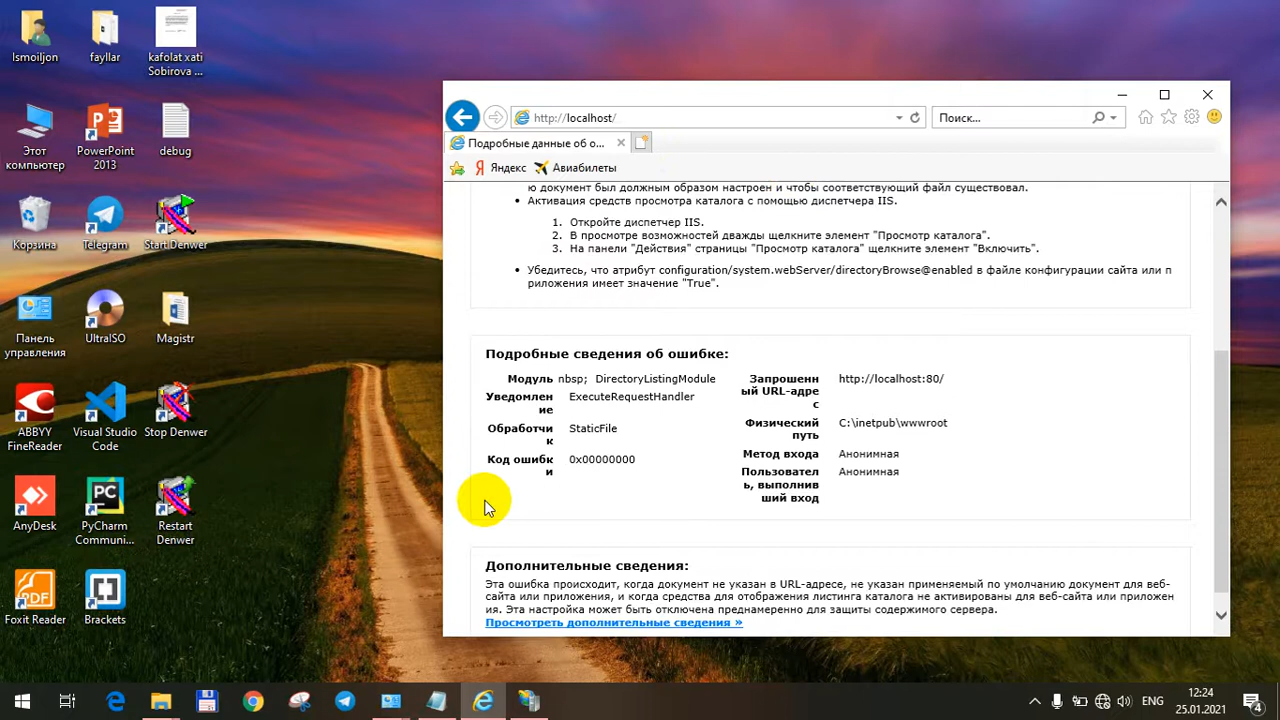 Ismoiljon
fayllar
kafolat xati
Sobirova ...
Этот
компьютер
PowerPoint
2013
debug
Корзина
Telegram
Start Denwer
Панель
управления
UltraISO
Magistr
ABBYY
FineReader
Visual Studio
Code
Stop Denwer
AnyDesk
PyCharm
Communi...
Restart
Denwer
Foxit Reader
Brackets
http://localhost/
Поиск...
Подробные данные об о...
Яндекс
Авиабилеты
ю документ был должным образом настроен и чтобы соответствующий файл существовал.
• Активация средств просмотра каталога с помощью диспетчера IIS.
1. Откройте диспетчер IIS.
2. В просмотре возможностей дважды щелкните элемент "Просмотр каталога".
3. На панели "Действия" страницы "Просмотр каталога" щелкните элемент "Включить".
• Убедитесь, что атрибут configuration/system.webServer/directoryBrowse@enabled в файле конфигурации сайта или п
риложения имеет значение "True".
Подробные сведения об ошибке:
Модуль nbsp; DirectoryListingModule
Уведомлен
ие
ExecuteRequestHandler
Обработчи
к
StaticFile
Код ошибк
и
0x00000000
Запрошенн
ый URL-адре
с
http://localhost:80/
Физический
путь
C:\inetpub\wwwroot
Метод входа
Анонимная
Пользовател
ь, выполнив
ший вход
Анонимная
Дополнительные сведения:
Эта ошибка происходит, когда документ не указан в URL-адресе, не указан применяемый по умолчанию документ для веб-
сайта или приложения, и когда средства для отображения листинга каталога не активированы для веб-сайта или приложен
ия. Эта настройка может быть отключена преднамеренно для защиты содержимого сервера.
Просмотреть дополнительные сведения »
ENG
12:24
25.01.2021
4